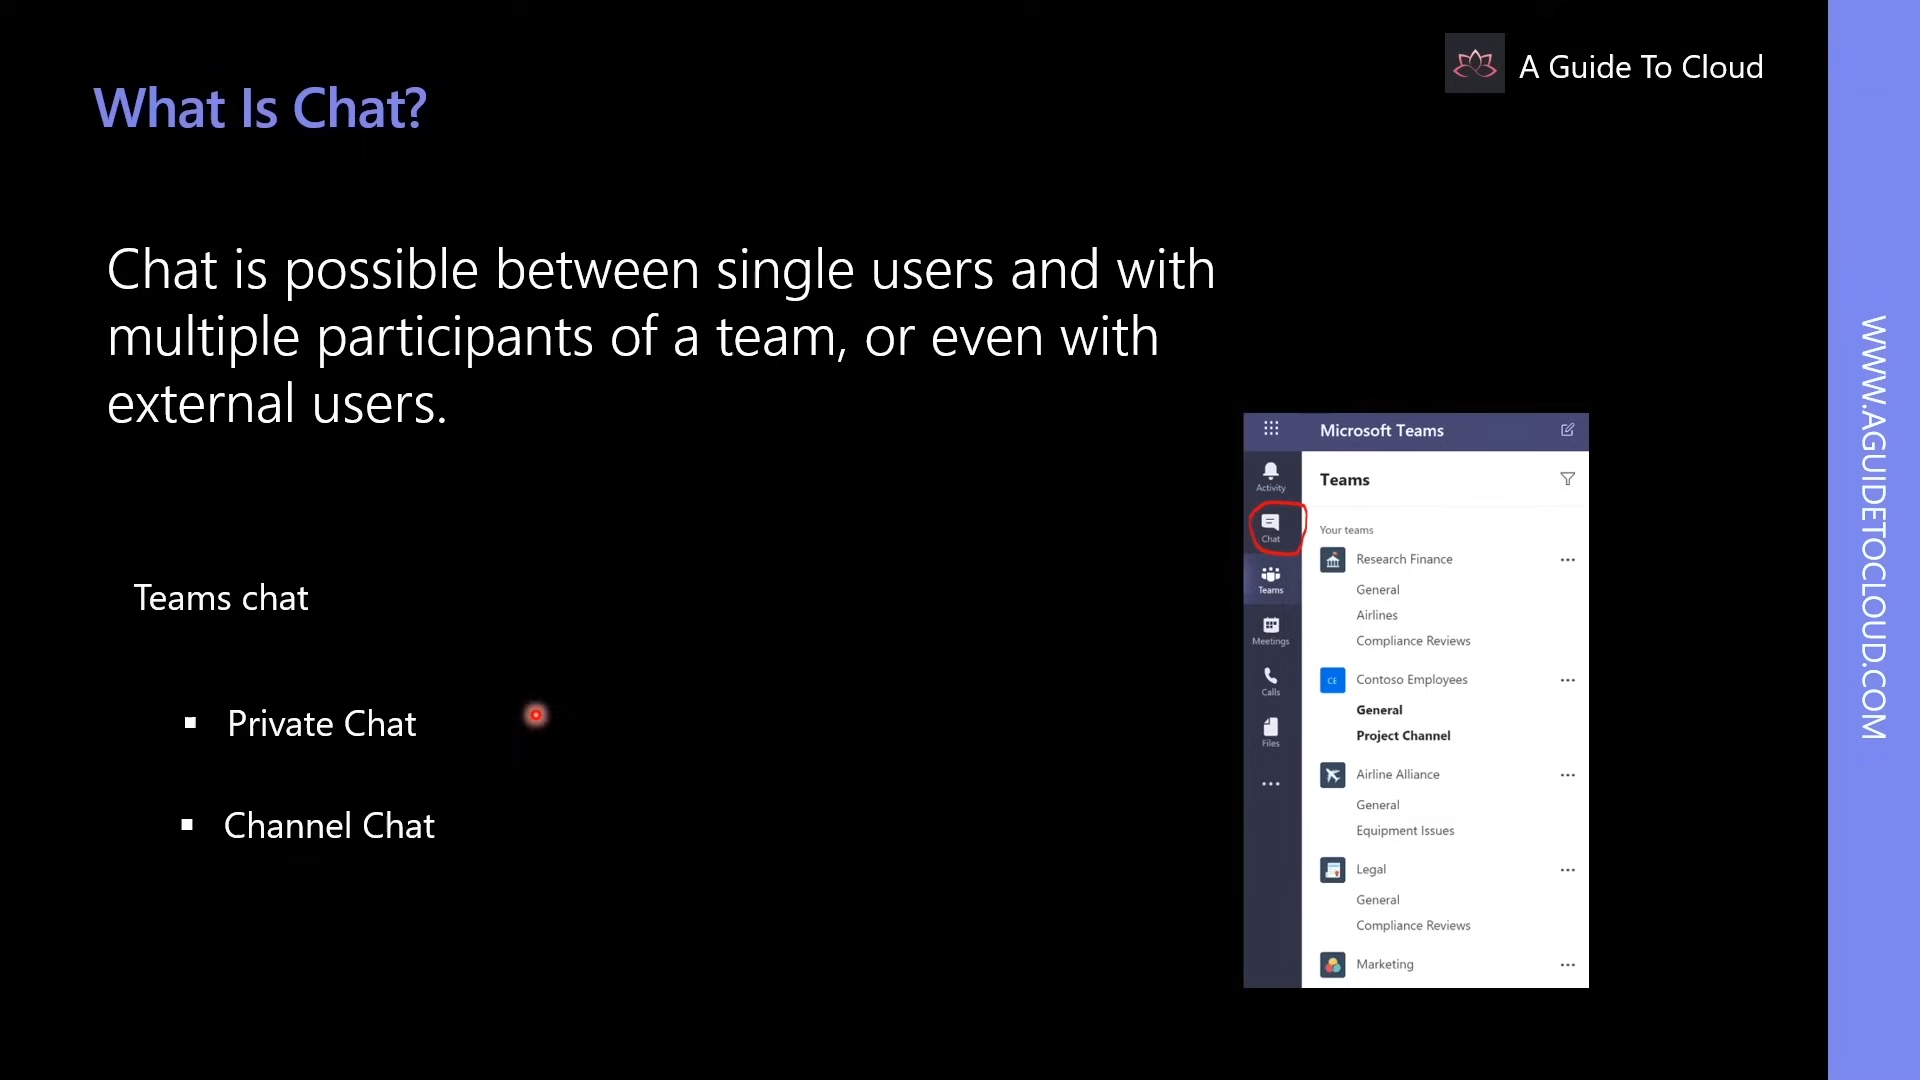 A Guide To Cloud
What Is Chat?
Chat is possible between single users and with
multiple participants of a team, or even with
external users.
Teams chat
▪ Private Chat
▪ Channel Chat
Microsoft Teams
Activity
Chat
Teams
Meetings
Calls
Files
Teams
Your teams
Research Finance
General
Airlines
Compliance Reviews
CE Contoso Employees
General
Project Channel
Airline Alliance
General
Equipment Issues
Legal
General
Compliance Reviews
Marketing
WWW.AGUIDETOCLOUD.COM